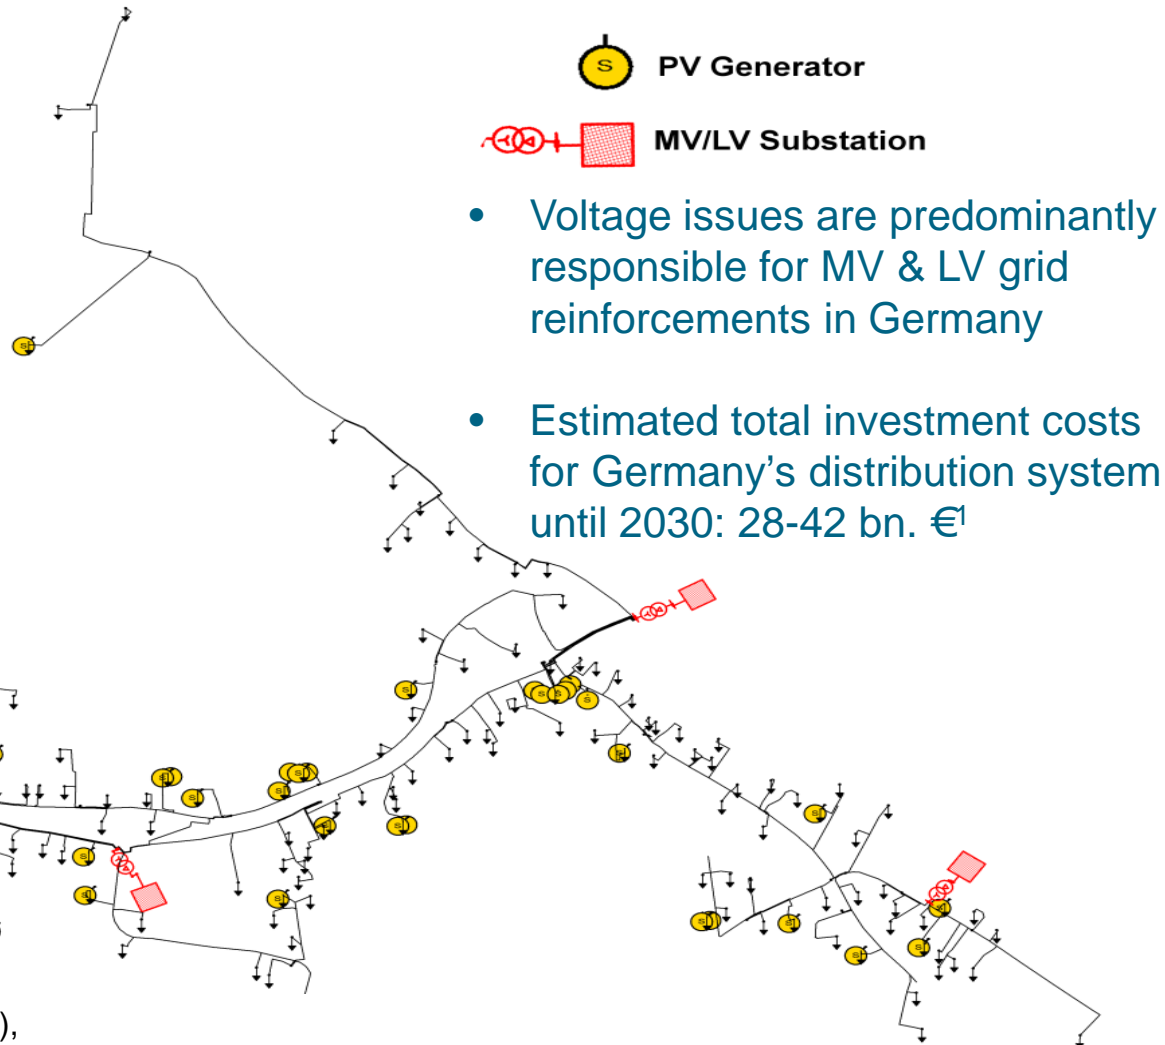 S PV Generator
MV/LV Substation
• Voltage issues are predominantly
responsible for MV & LV grid
reinforcements in Germany
• Estimated total investment costs
for Germany’s distribution system
until 2030: 28-42 bn. €¹
),